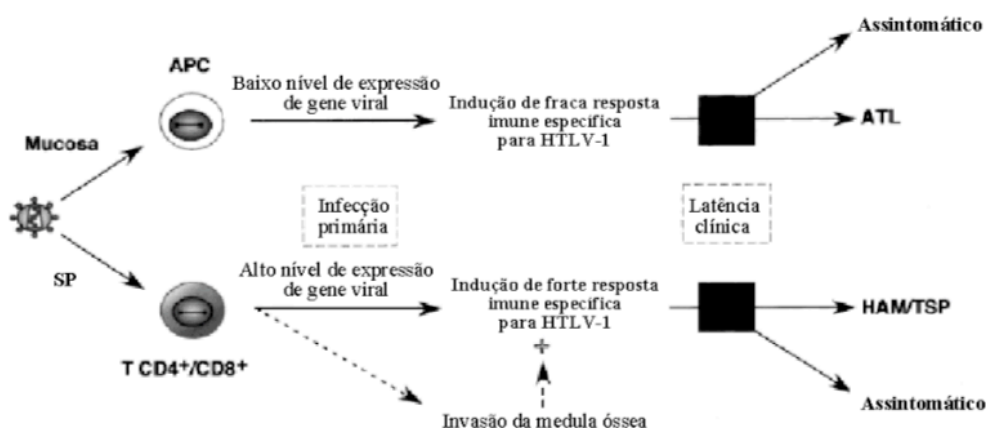 Assintomático
APC
Baixo nível de expressão
de gene viral
Indução de fraca resposta
imune específica
para HTLV-1
ATL
Mucosa
Infecção
primária
Latência
clínica
SP
Alto nível de expressão
de gene viral
Indução de forte resposta
imune específica
para HTLV-1
HAM/TSP
T CD4+/CD8+
+
Invasão da medula óssea
Assintomático